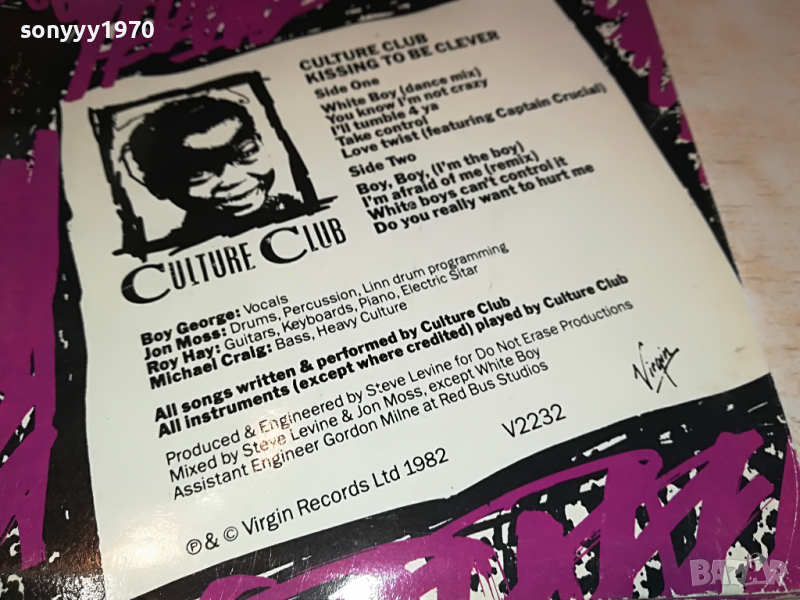 sonyyy1970
CULTURE CLUB
KISSING TO BE CLEVER
Side One
White Boy (dance mix)
You know I'm not crazy
I'll tumble 4 ya
Take control
Love twist (featuring Captain Crucial)
Side Two
Boy, Boy, (I'm the boy)
I'm afraid of me (remix)
White boys can't control it
Do you really want to hurt me
CULTURE CLUB
Boy George: Vocals
Jon Moss: Drums, Percussion, Linn drum programming
Roy Hay: Guitars, Keyboards, Piano, Electric Sitar
Michael Craig: Bass, Heavy Culture
All songs written & performed by Culture Club
All instruments (except where credited) played by Culture Club
Produced & Engineered by Steve Levine for Do Not Erase Productions
Mixed by Steve Levine & Jon Moss, except White Boy
Assistant Engineer Gordon Milne at Red Bus Studios
Virgin
℗ & © Virgin Records Ltd 1982
V2232
BAZAR
bg